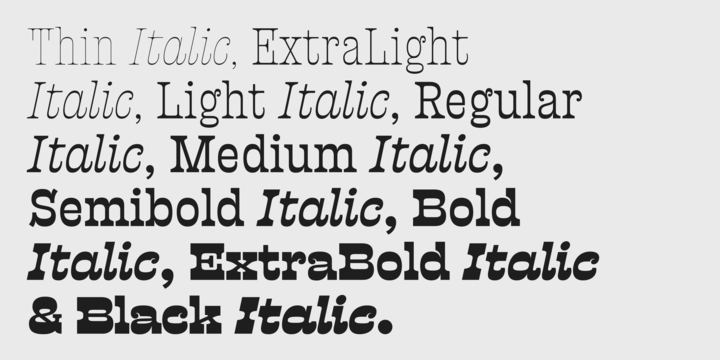 Thin Italic, ExtraLight
Italic, Light Italic, Regular
Italic, Medium Italic,
Semibold Italic, Bold
Italic, ExtraBold Italic
& Black Italic.